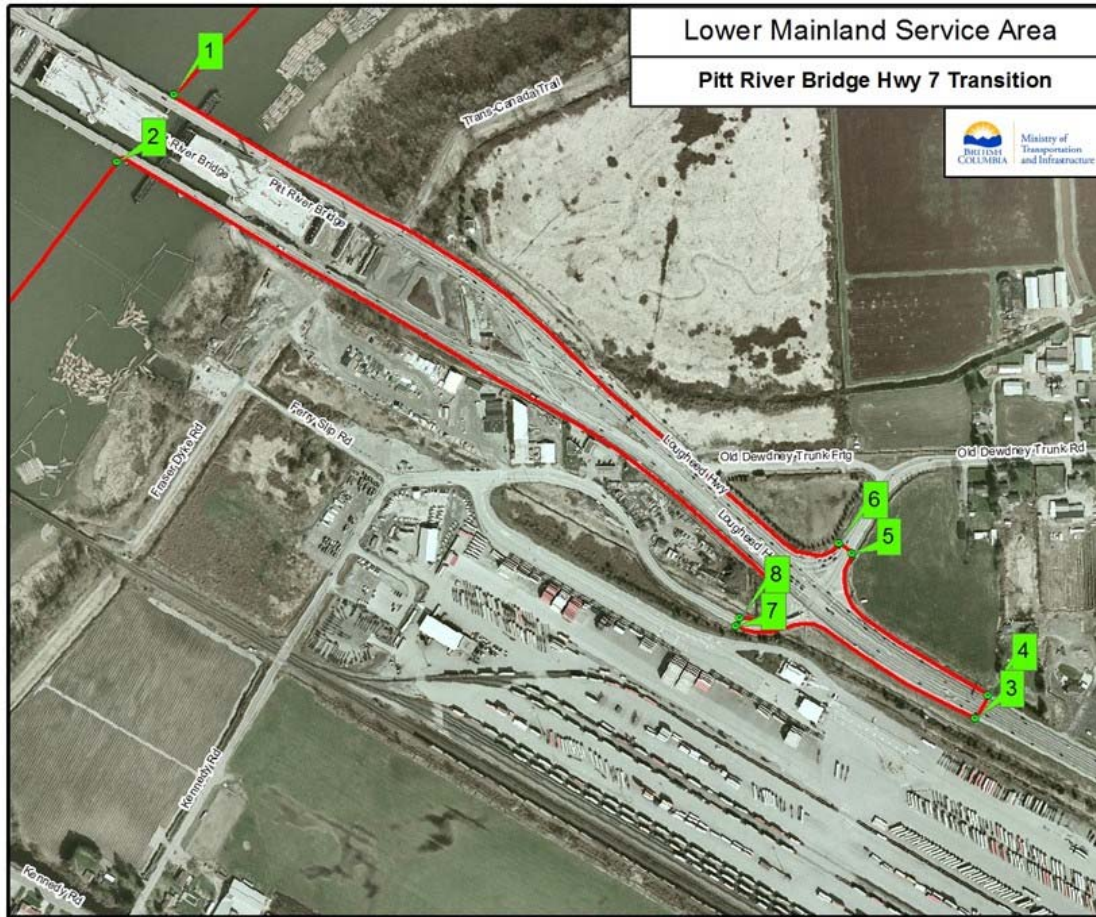 Lower Mainland Service Area
Pitt River Bridge Hwy 7 Transition
BRITISH
COLUMBIA
Ministry of
Transportation
and Infrastructure
1
2
Trans-Canada Trail
River Bridge
Pitt River Bridge
Ferry Slip Rd
Fraser Dyke Rd
Lougheed Hwy
Old Dewdney Trunk Frtg
Old Dewdney Trunk Rd
Lougheed H
6
5
8
7
4
3
Kennedy Rd
Kennedy Rd